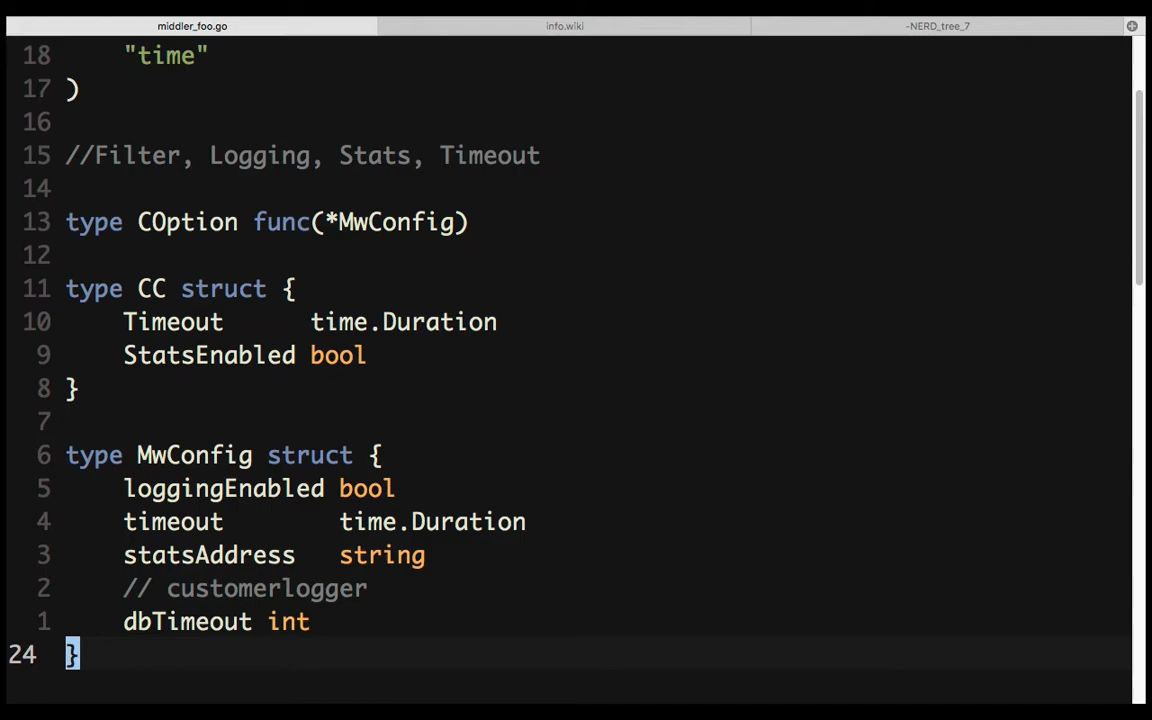 middler_foo.go info.wiki -NERD_tree_7
18 "time"
17 )
16
15 //Filter, Logging, Stats, Timeout
14
13 type COption func(*MwConfig)
12
11 type CC struct {
10 Timeout time.Duration
9 StatsEnabled bool
8 }
7
6 type MwConfig struct {
5 loggingEnabled bool
4 timeout time.Duration
3 statsAddress string
2 // customerlogger
1 dbTimeout int
24 }